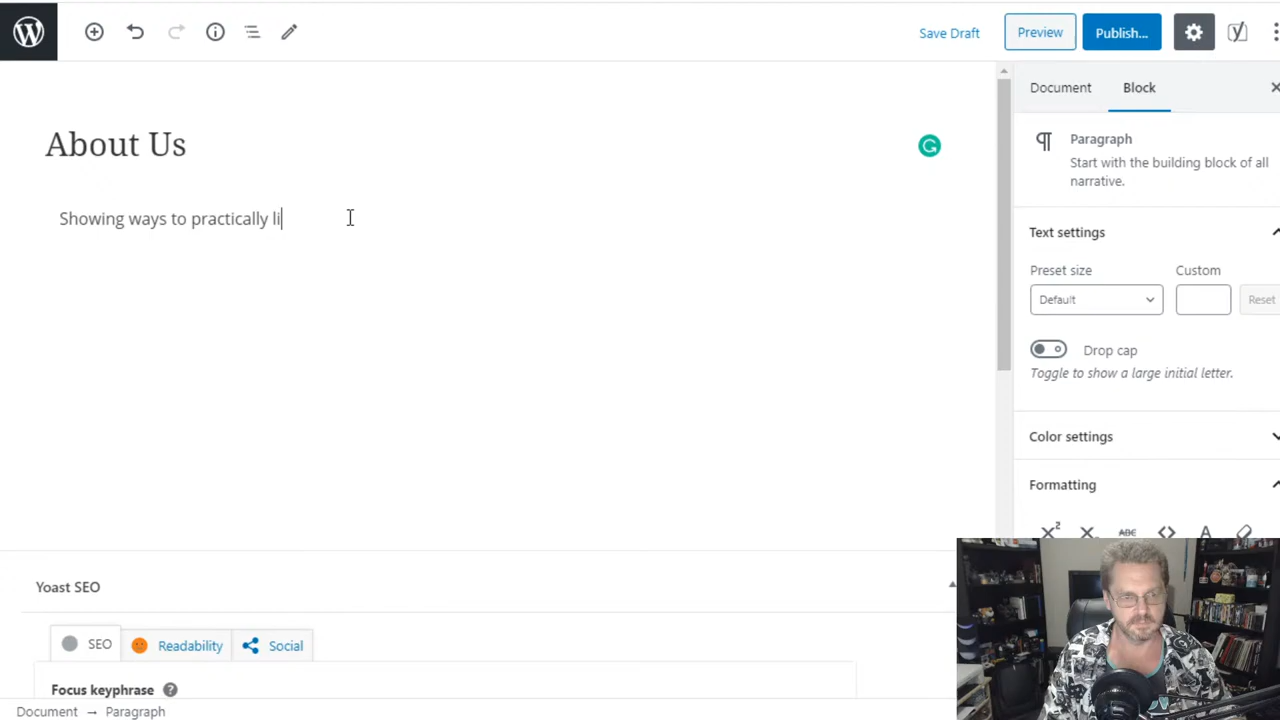 Save Draft
Preview
Publish...
Document
Block
About Us
Paragraph
Start with the building block of all
narrative.
Showing ways to practically li
Text settings
Preset size
Custom
Default
Reset
Drop cap
Toggle to show a large initial letter.
Color settings
Formatting
X²
X
ABC
<>
A
Yoast SEO
SEO
Readability
Social
Focus keyphrase
Document → Paragraph